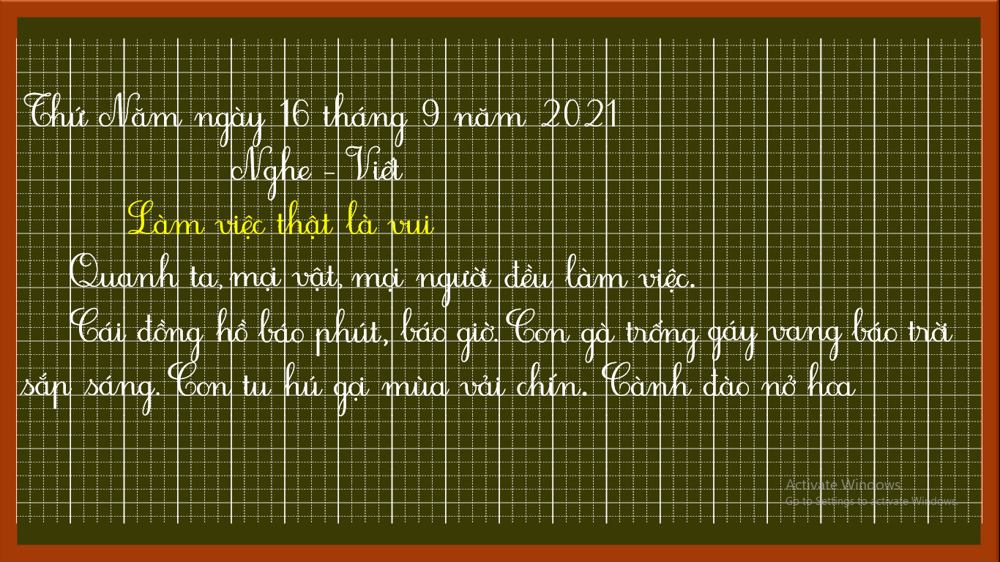 Thứ Năm ngày 16 tháng 9 năm 2021
Nghe - Viết
Làm việc thật là vui
Quanh ta, mọi vật, mọi người đều làm việc.
Cái đồng hồ báo phút, báo giờ. Con gà trống gáy vang báo trời
sắp sáng. Con tu hú gọi mùa vải chín. Cành đào nở hoa
Activate Windows
Go to Settings to activate Windows.